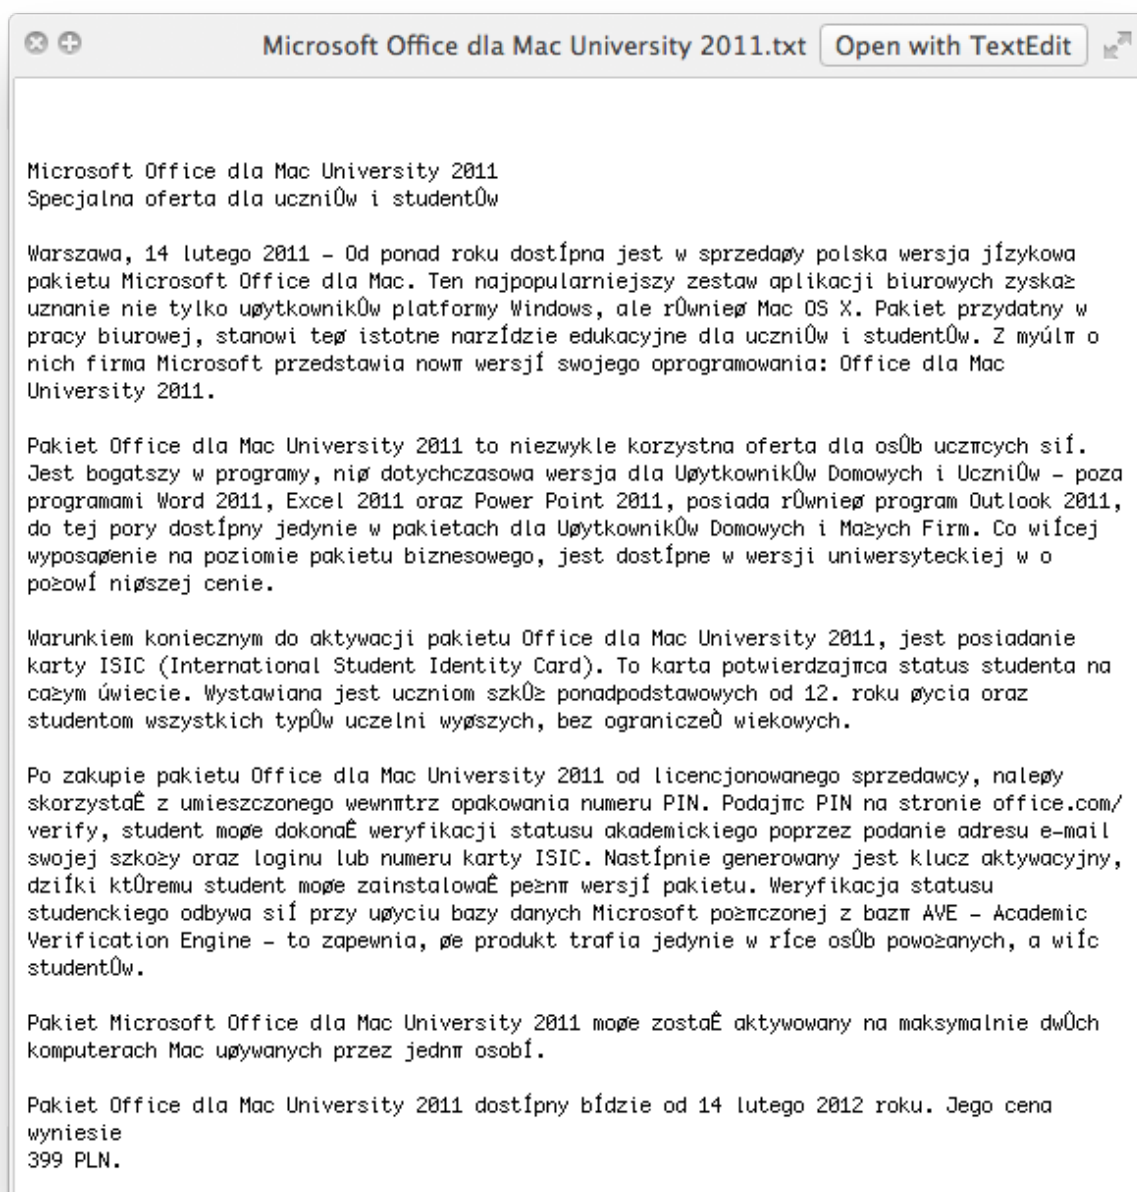 Microsoft Office dla Mac University 2011.txt
Open with TextEdit
Microsoft Office dla Mac University 2011
Specjalna oferta dla uczniÛw i studentÛw
Warszawa, 14 lutego 2011 – Od ponad roku dostÍpna jest w sprzedaøy polska wersja jÍzykowa
pakietu Microsoft Office dla Mac. Ten najpopularniejszy zestaw aplikacji biurowych zyska≥
uznanie nie tylko uøytkownikÛw platformy Windows, ale rÛwnieø Mac OS X. Pakiet przydatny w
pracy biurowej, stanowi teø istotne narzÍdzie edukacyjne dla uczniÛw i studentÛw. Z myúlπ o
nich firma Microsoft przedstawia nowπ wersjÍ swojego oprogramowania: Office dla Mac
University 2011.
Pakiet Office dla Mac University 2011 to niezwykle korzystna oferta dla osÛb uczπcych siÍ.
Jest bogatszy w programy, niø dotychczasowa wersja dla UøytkownikÛw Domowych i UczniÛw – poza
programami Word 2011, Excel 2011 oraz Power Point 2011, posiada rÛwnieø program Outlook 2011,
do tej pory dostÍpny jedynie w pakietach dla UøytkownikÛw Domowych i Ma≥ych Firm. Co wiÍcej
wyposaøenie na poziomie pakietu biznesowego, jest dostÍpne w wersji uniwersyteckiej w o
po≥owÍ niøszej cenie.
Warunkiem koniecznym do aktywacji pakietu Office dla Mac University 2011, jest posiadanie
karty ISIC (International Student Identity Card). To karta potwierdzajπca status studenta na
ca≥ym úwiecie. Wystawiana jest uczniom szkÛ≥ ponadpodstawowych od 12. roku øycia oraz
studentom wszystkich typÛw uczelni wyøszych, bez ograniczeÒ wiekowych.
Po zakupie pakietu Office dla Mac University 2011 od licencjonowanego sprzedawcy, naleøy
skorzystaÊ z umieszczonego wewnπtrz opakowania numeru PIN. Podajπc PIN na stronie office.com/
verify, student moøe dokonaÊ weryfikacji statusu akademickiego poprzez podanie adresu e-mail
swojej szko≥y oraz loginu lub numeru karty ISIC. NastÍpnie generowany jest klucz aktywacyjny,
dziÍki ktÛremu student moøe zainstalowaÊ pe≥nπ wersjÍ pakietu. Weryfikacja statusu
studenckiego odbywa siÍ przy uøyciu bazy danych Microsoft po≥πczonej z bazπ AVE – Academic
Verification Engine – to zapewnia, øe produkt trafia jedynie w rÍce osÛb powo≥anych, a wiÍc
studentÛw.
Pakiet Microsoft Office dla Mac University 2011 moøe zostaÊ aktywowany na maksymalnie dwÛch
komputerach Mac uøywanych przez jednπ osobÍ.
Pakiet Office dla Mac University 2011 dostÍpny bÍdzie od 14 lutego 2012 roku. Jego cena
wyniesie
399 PLN.